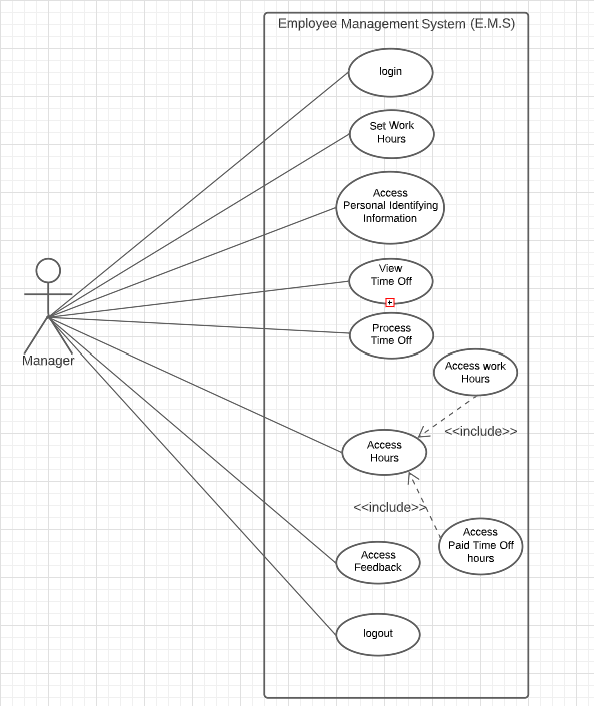 Employee Management System (E.M.S)
login
Set Work
Hours
Access
Personal Identifying
Information
View
Time Off
Process
Time Off
Manager
Access work
Hours
<<include>>
Access
Hours
<<include>>
Access
Paid Time Off
hours
Access
Feedback
logout